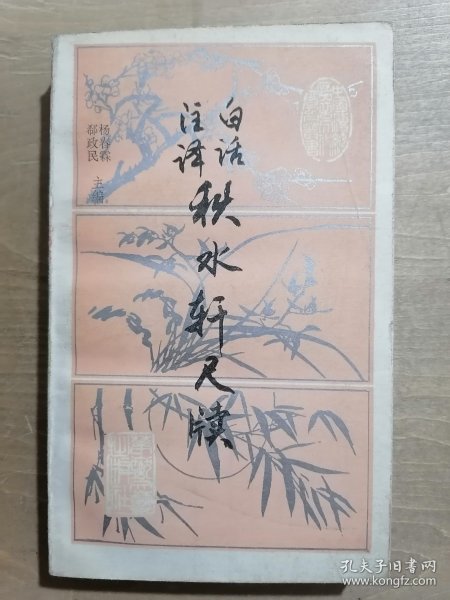 白话
注译
秋水轩尺牍
杨春霖
郗政民
主编
孔夫子旧书网
www.kongfz.com